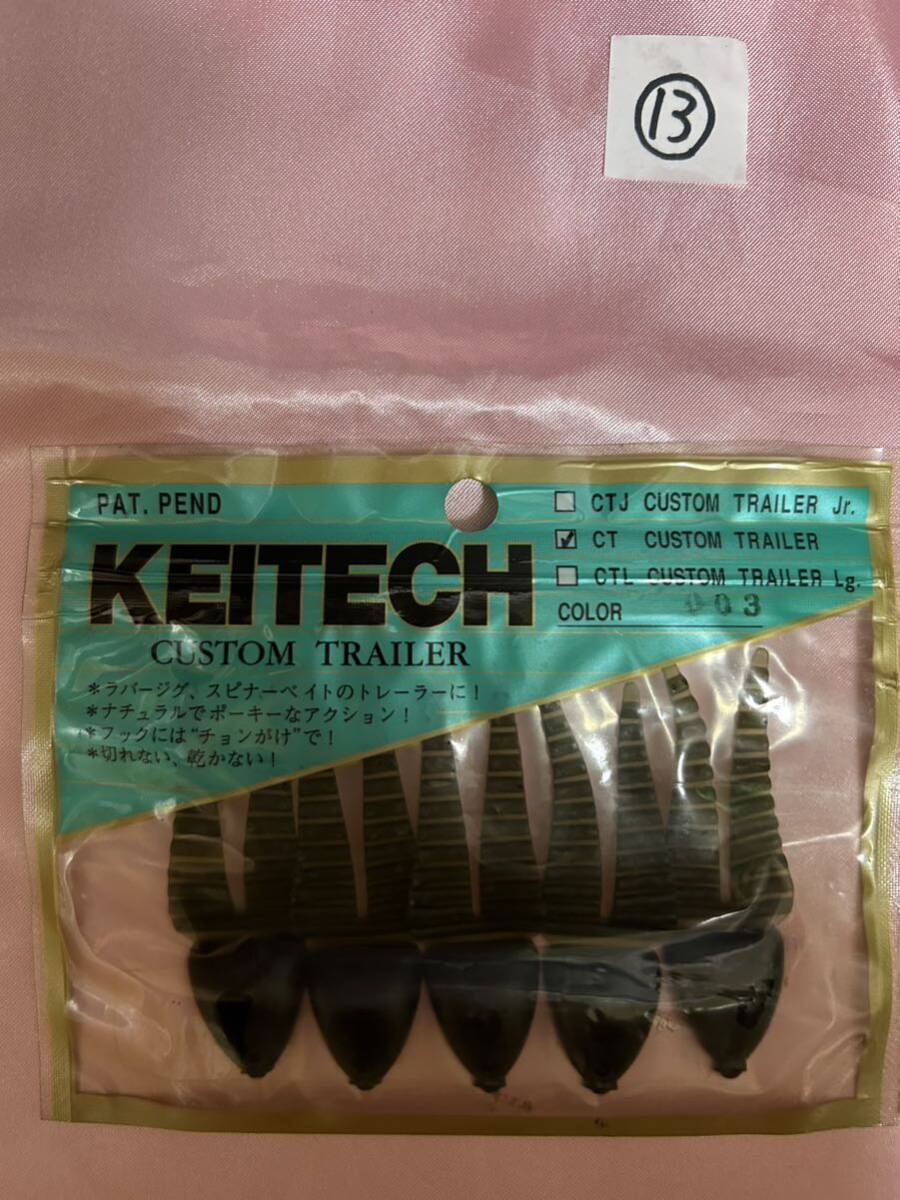 ⑬
PAT. PEND
KEITECH
CUSTOM TRAILER
☐ CTJ CUSTOM TRAILER Jr.
☑ CT CUSTOM TRAILER
☐ CTL CUSTOM TRAILER Lg.
COLOR 003
*ラバージグ、スピナーベイトのトレーラーに!
*ナチュラルでポーキーなアクション!
*フックには“チョンがけ”で!
*切れない、乾かない!